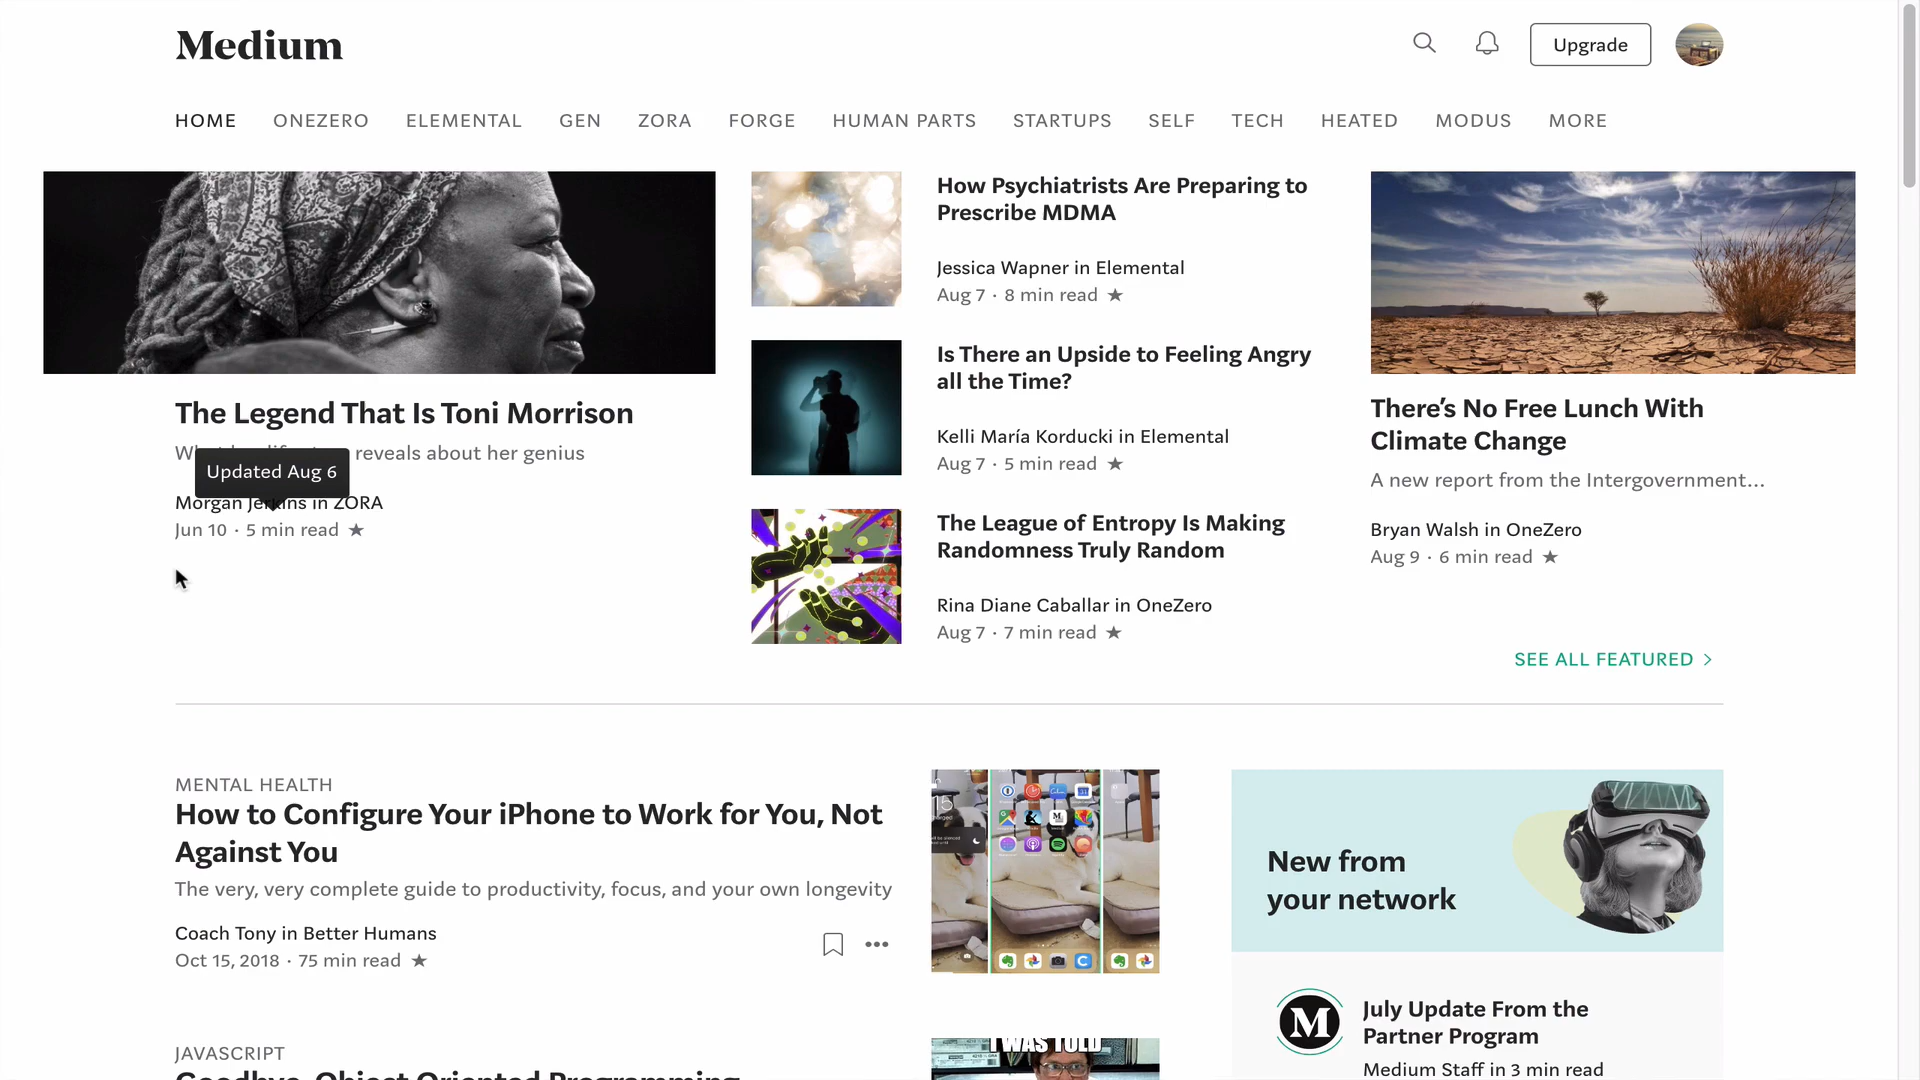 Medium
Upgrade
HOME ONEZERO ELEMENTAL GEN ZORA FORGE HUMAN PARTS STARTUPS SELF TECH HEATED MODUS MORE
The Legend That Is Toni Morrison
reveals about her genius
Updated Aug 6
Morgan Jerkins in ZORA
Jun 10 · 5 min read ★
How Psychiatrists Are Preparing to
Prescribe MDMA
Jessica Wapner in Elemental
Aug 7 · 8 min read ★
Is There an Upside to Feeling Angry
all the Time?
Kelli María Korducki in Elemental
Aug 7 · 5 min read ★
The League of Entropy Is Making
Randomness Truly Random
Rina Diane Caballar in OneZero
Aug 7 · 7 min read ★
There's No Free Lunch With
Climate Change
A new report from the Intergovernment...
Bryan Walsh in OneZero
Aug 9 · 6 min read ★
SEE ALL FEATURED
MENTAL HEALTH
How to Configure Your iPhone to Work for You, Not
Against You
The very, very complete guide to productivity, focus, and your own longevity
Coach Tony in Better Humans
Oct 15, 2018 · 75 min read ★
New from
your network
M
July Update From the
Partner Program
Medium Staff in 3 min read
JAVASCRIPT
Goodbye, Object Oriented Programming
I WAS TOLD